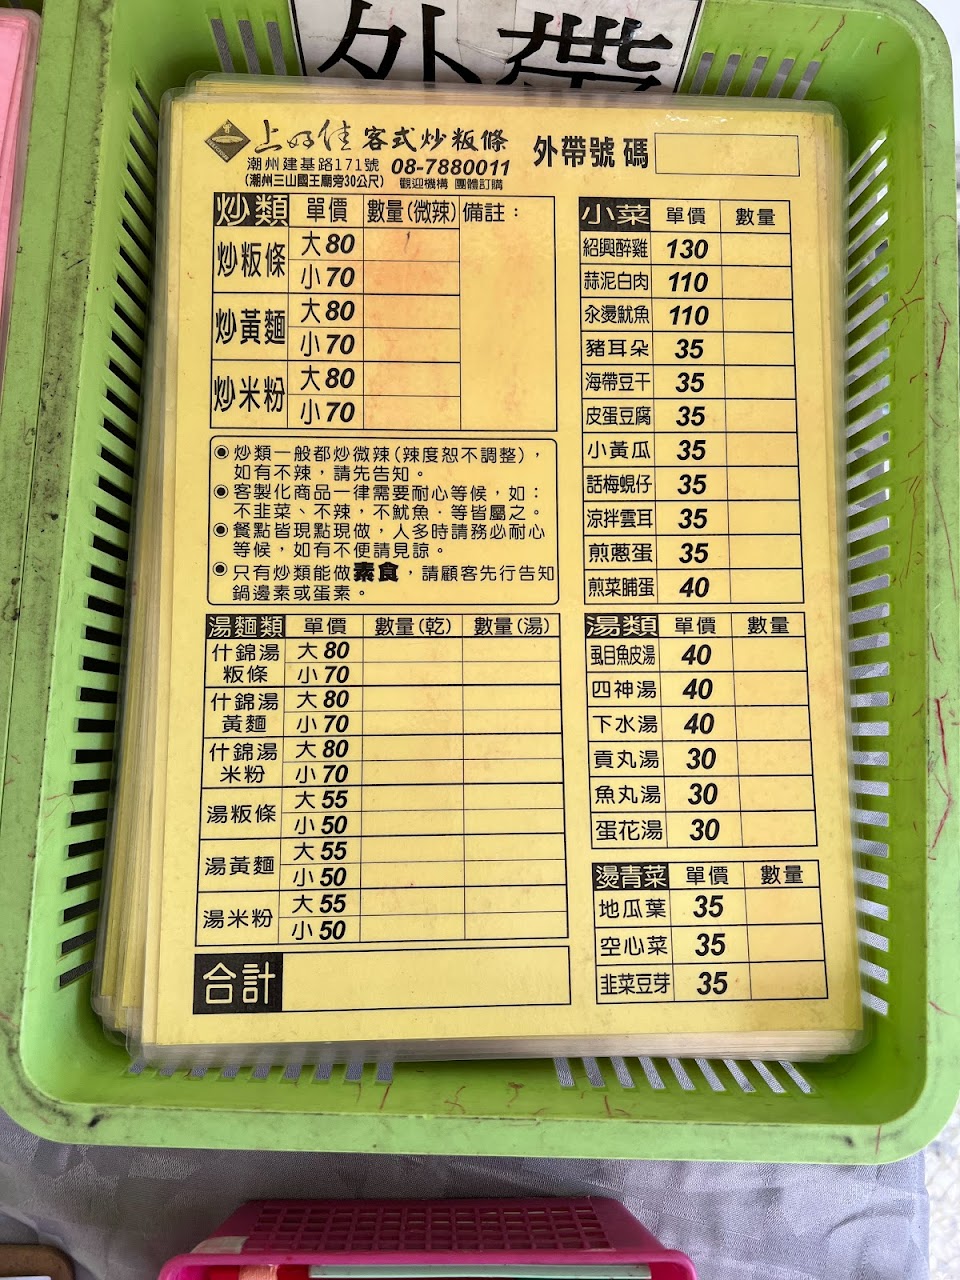 外帶
上好佳 客式炒粄條
潮州建基路171號 08-7880011
(潮州三山國王廟旁30公尺) 歡迎機構 團體訂購
外帶號碼
炒類 單價 數量(微辣) 備註：
炒粄條 大80
小70
炒黃麵 大80
小70
炒米粉 大80
小70
◉炒類一般都炒微辣(辣度恕不調整)，
如有不辣，請先告知。
◉客製化商品一律需要耐心等候，如：
不韭菜、不辣，不魷魚．等皆屬之。
◉餐點皆現點現做，人多時請務必耐心
等候，如有不便請見諒。
◉只有炒類能做素食，請顧客先行告知
鍋邊素或蛋素。
湯麵類 單價 數量(乾) 數量(湯)
什錦湯粄條 大80
小70
什錦湯黃麵 大80
小70
什錦湯米粉 大80
小70
湯粄條 大55
小50
湯黃麵 大55
小50
湯米粉 大55
小50
合計
小菜 單價 數量
紹興醉雞 130
蒜泥白肉 110
汆燙魷魚 110
豬耳朵 35
海帶豆干 35
皮蛋豆腐 35
小黃瓜 35
話梅蜆仔 35
涼拌雲耳 35
煎蔥蛋 35
煎菜脯蛋 40
湯類 單價 數量
虱目魚皮湯 40
四神湯 40
下水湯 40
貢丸湯 30
魚丸湯 30
蛋花湯 30
燙青菜 單價 數量
地瓜葉 35
空心菜 35
韭菜豆芽 35